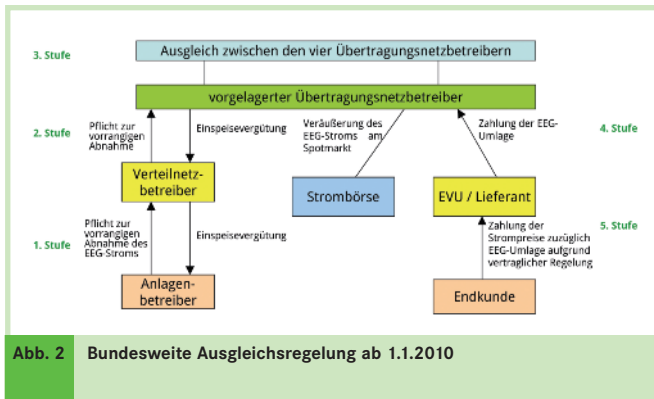 3. Stufe
Ausgleich zwischen den vier Übertragungsnetzbetreibern
vorgelagerter Übertragungsnetzbetreiber
2. Stufe
Pflicht zur
vorrangigen
Abnahme
Einspeisevergütung
Veräußerung des
EEG-Stroms am
Spotmarkt
Zahlung der EEG-
Umlage
4. Stufe
Verteilnetz-
betreiber
Strombörse
EVU / Lieferant
1. Stufe
Pflicht zur
vorrangigen
Abnahme des
EEG-Stroms
Einspeisevergütung
Zahlung der
Strompreise zuzüglich
EEG-Umlage aufgrund
vertraglicher Regelung
5. Stufe
Anlagen-
betreiber
Endkunde
Abb. 2 Bundesweite Ausgleichsregelung ab 1.1.2010